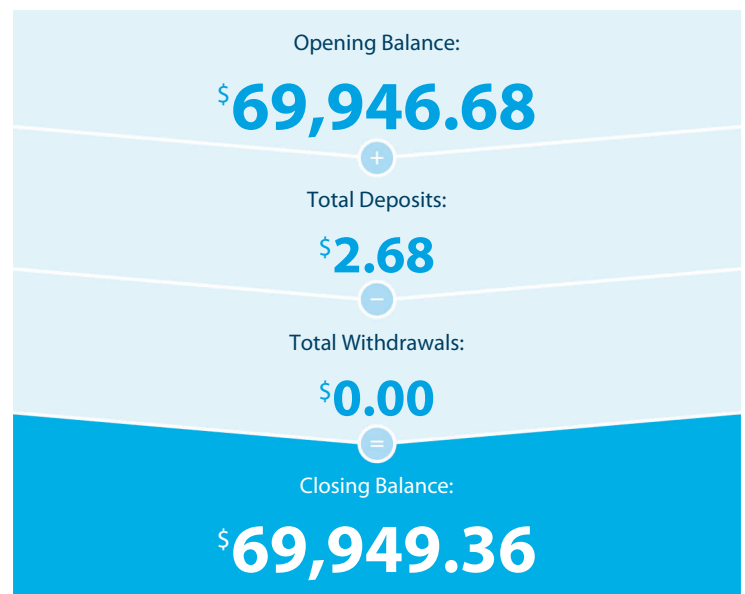 Opening Balance:
$69,946.68
+
Total Deposits:
$2.68
−
Total Withdrawals:
$0.00
=
Closing Balance:
$69,949.36